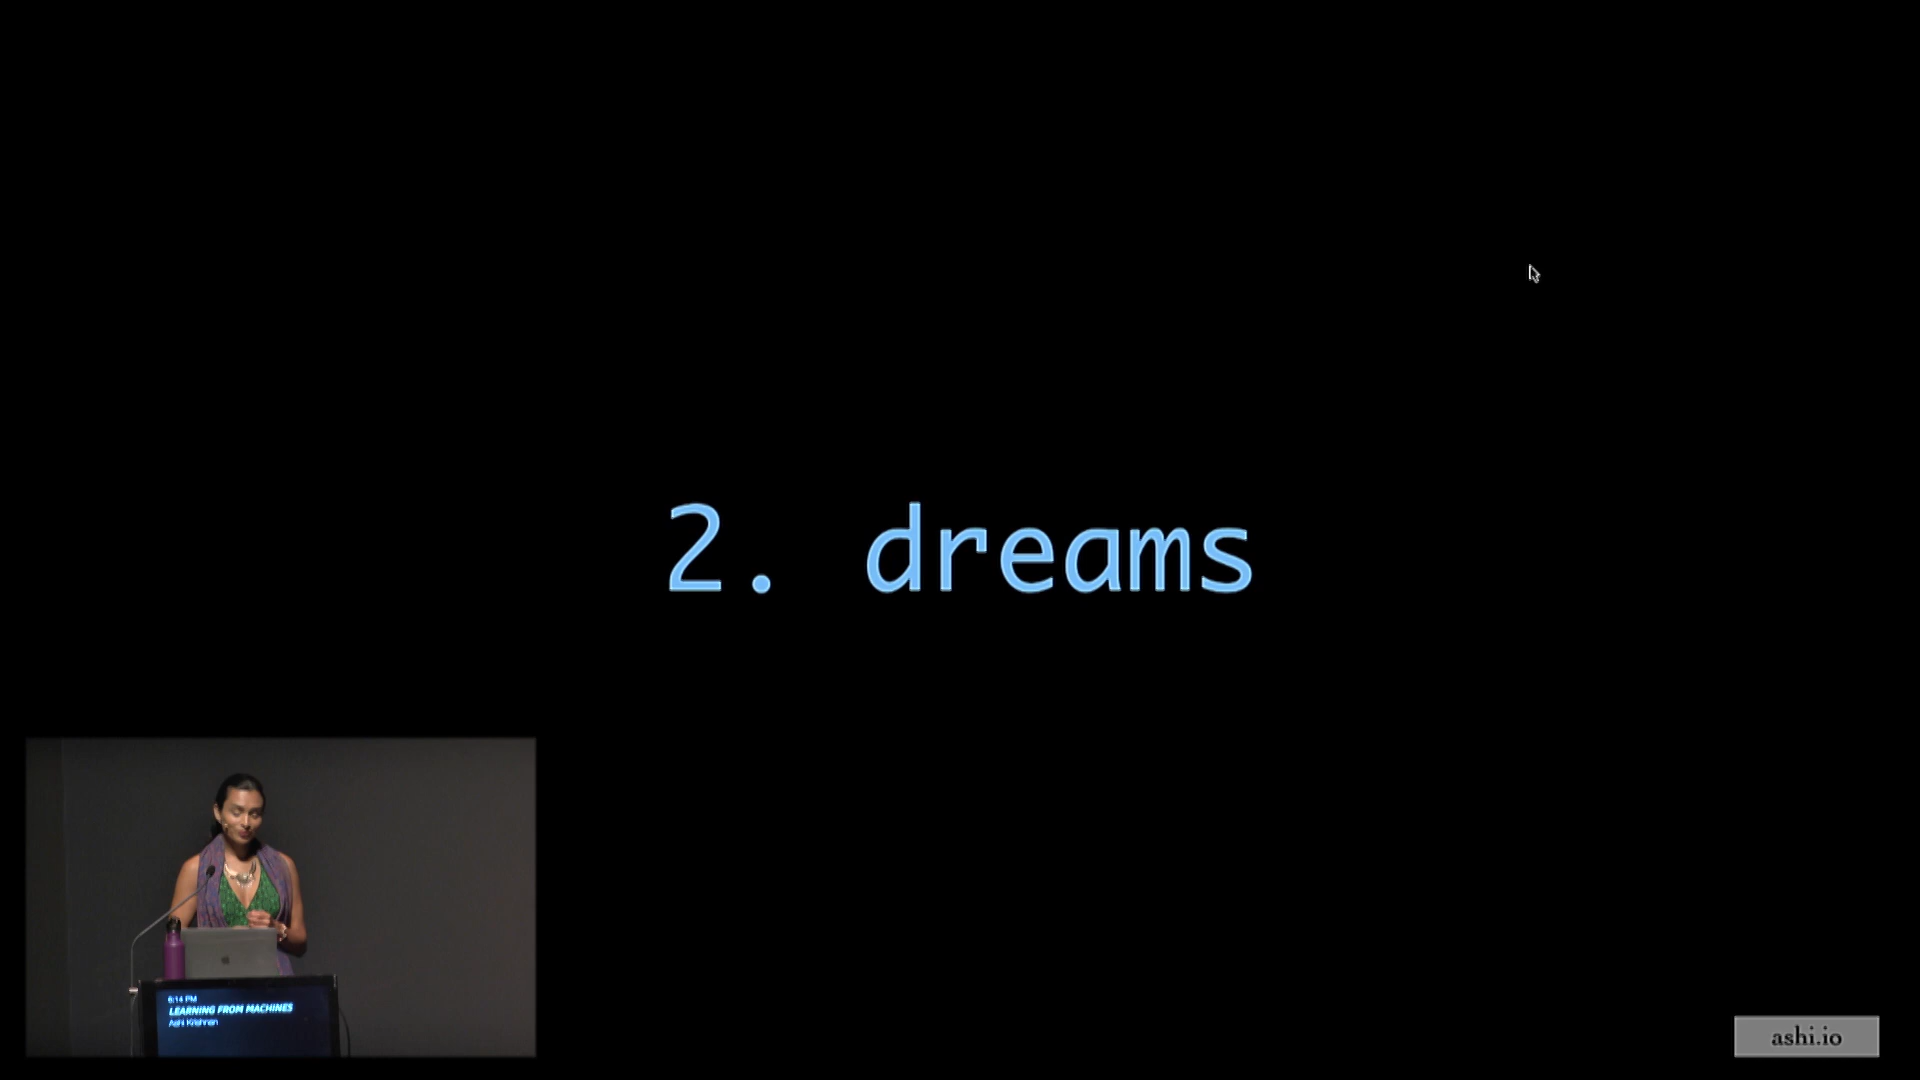 2. dreams
6:14 PM
LEARNING FROM MACHINES
Ashi Krishnan
ashi.io